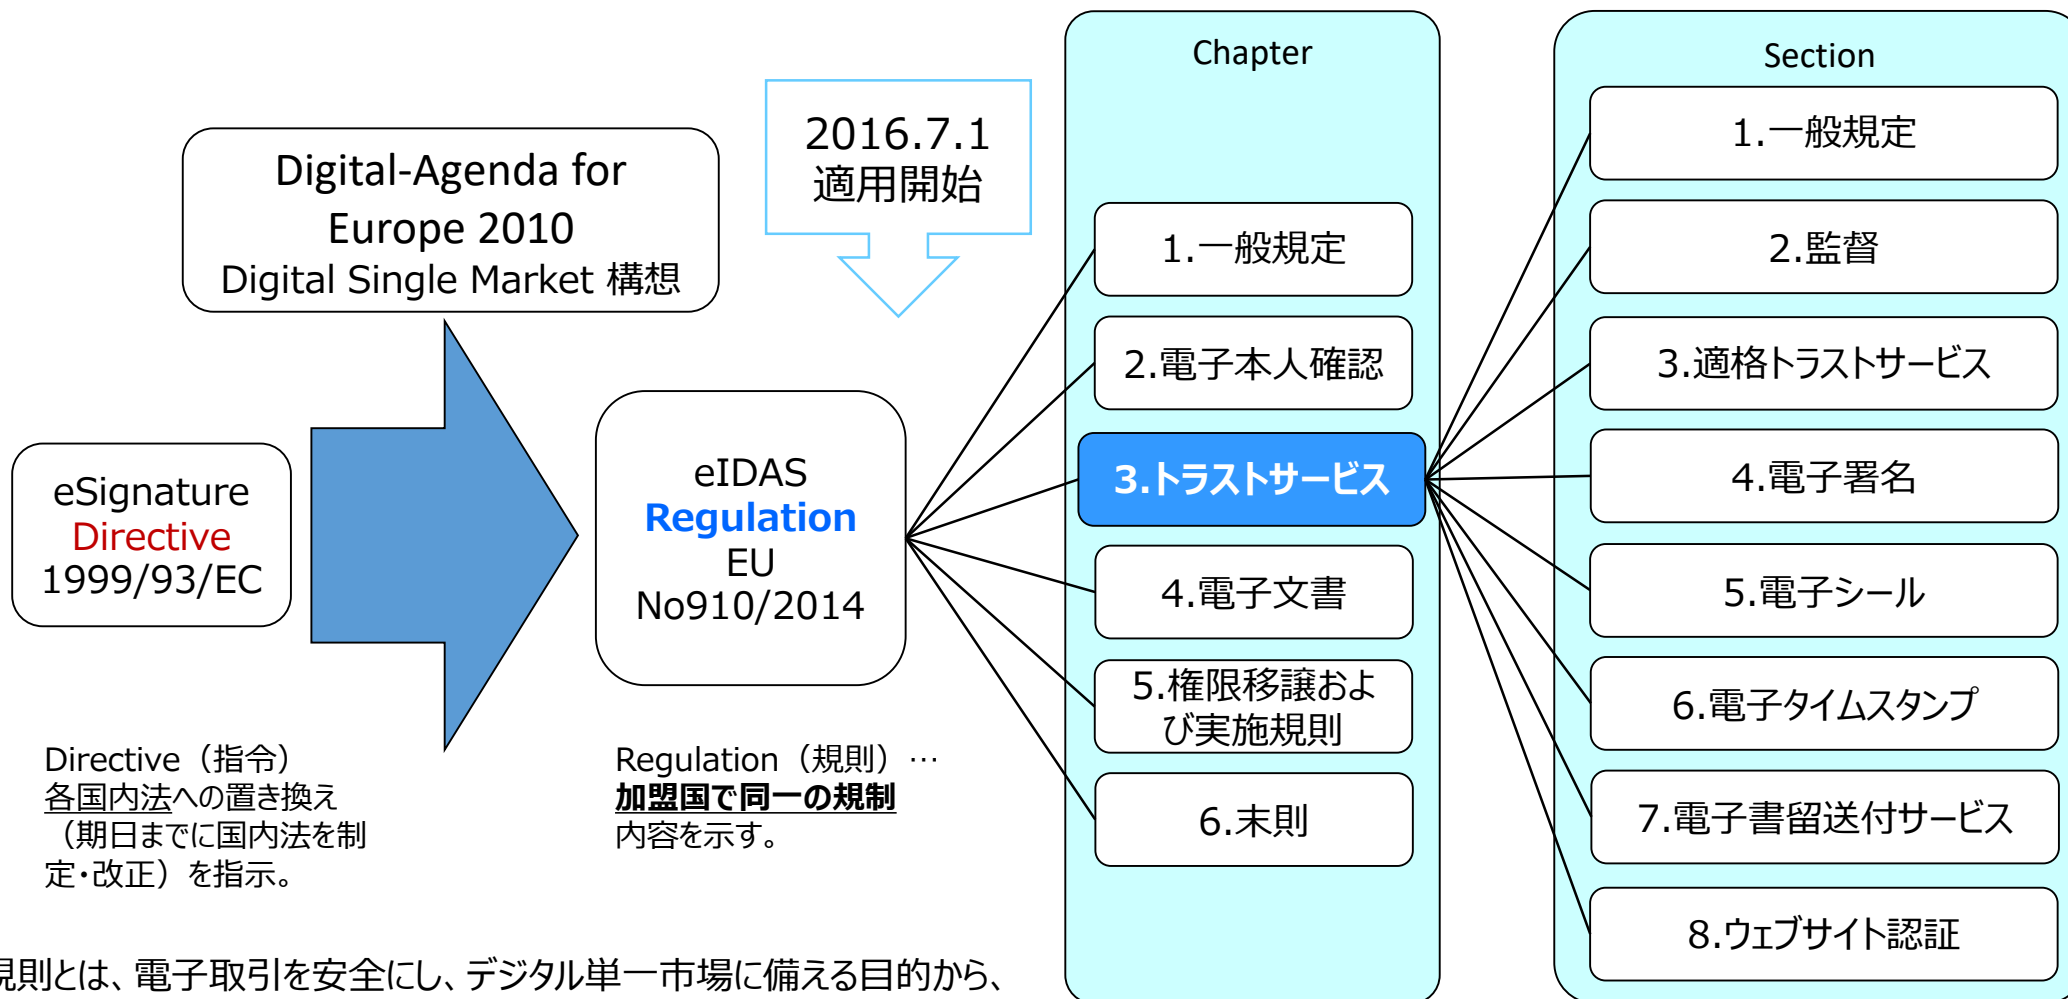 Digital-Agenda for
Europe 2010
Digital Single Market 構想
2016.7.1
適用開始
eSignature
Directive
1999/93/EC
eIDAS
Regulation
EU
No910/2014
Directive（指令）
各国内法への置き換え
（期日までに国内法を制
定・改正）を指示。
Regulation（規則）…
加盟国で同一の規制
内容を示す。
Chapter
1.一般規定
2.電子本人確認
3.トラストサービス
4.電子文書
5.権限移譲およ
び実施規則
6.末則
Section
1.一般規定
2.監督
3.適格トラストサービス
4.電子署名
5.電子シール
6.電子タイムスタンプ
7.電子書留送付サービス
8.ウェブサイト認証
規則とは、電子取引を安全にし、デジタル単一市場に備える目的から、